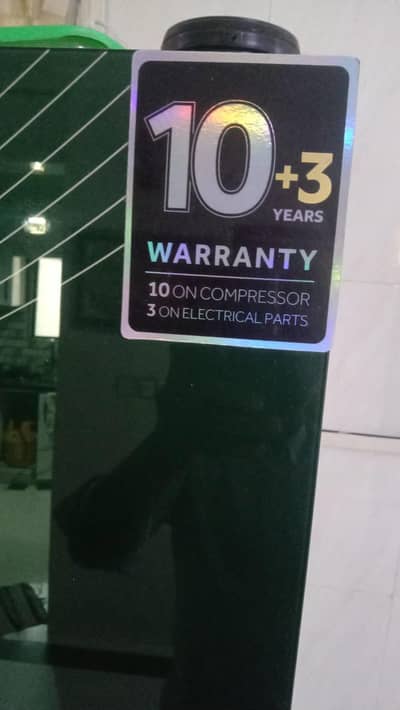 10
+3
YEARS
WARRANTY
10 ON COMPRESSOR
3 ON ELECTRICAL PARTS